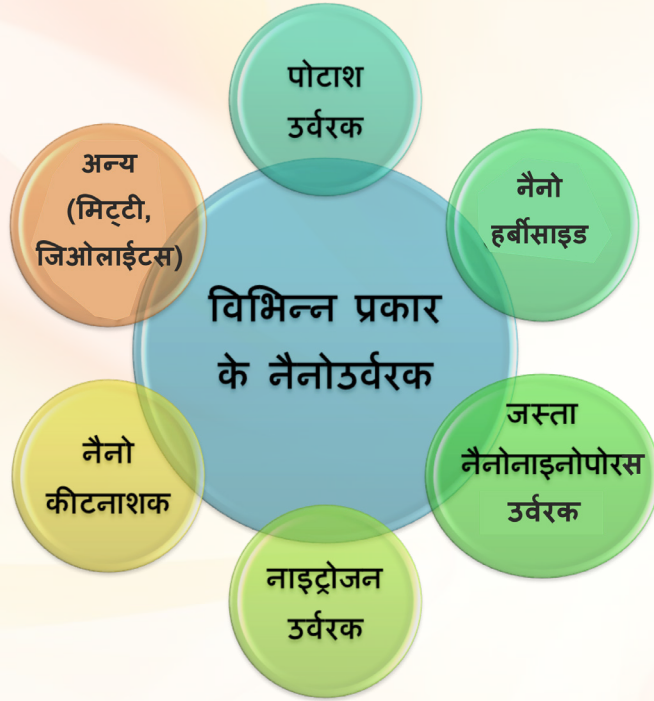 विभिन्न प्रकार
के नैनोउर्वरक
पोटाश
उर्वरक
नैनो
हर्बीसाइड
जस्ता
नैनोनाइनोपोरस
उर्वरक
नाइट्रोजन
उर्वरक
नैनो
कीटनाशक
अन्य
(मिट्टी,
जिओलाईटस)